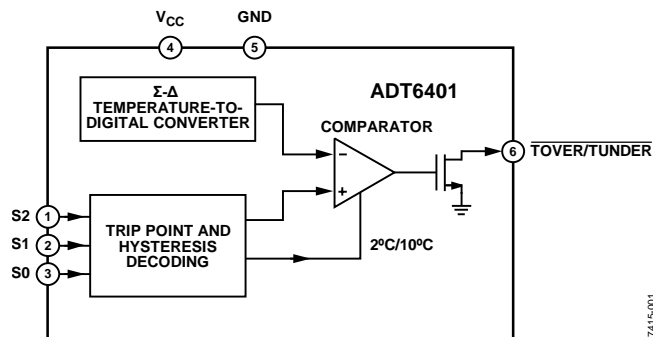 VCC
GND
4
5
Σ-Δ
TEMPERATURE-TO-
DIGITAL CONVERTER
ADT6401
COMPARATOR
−
+
6
TOVER/TUNDER
S2
1
S1
2
S0
3
TRIP POINT AND
HYSTERESIS
DECODING
2ºC/10ºC
7415-001